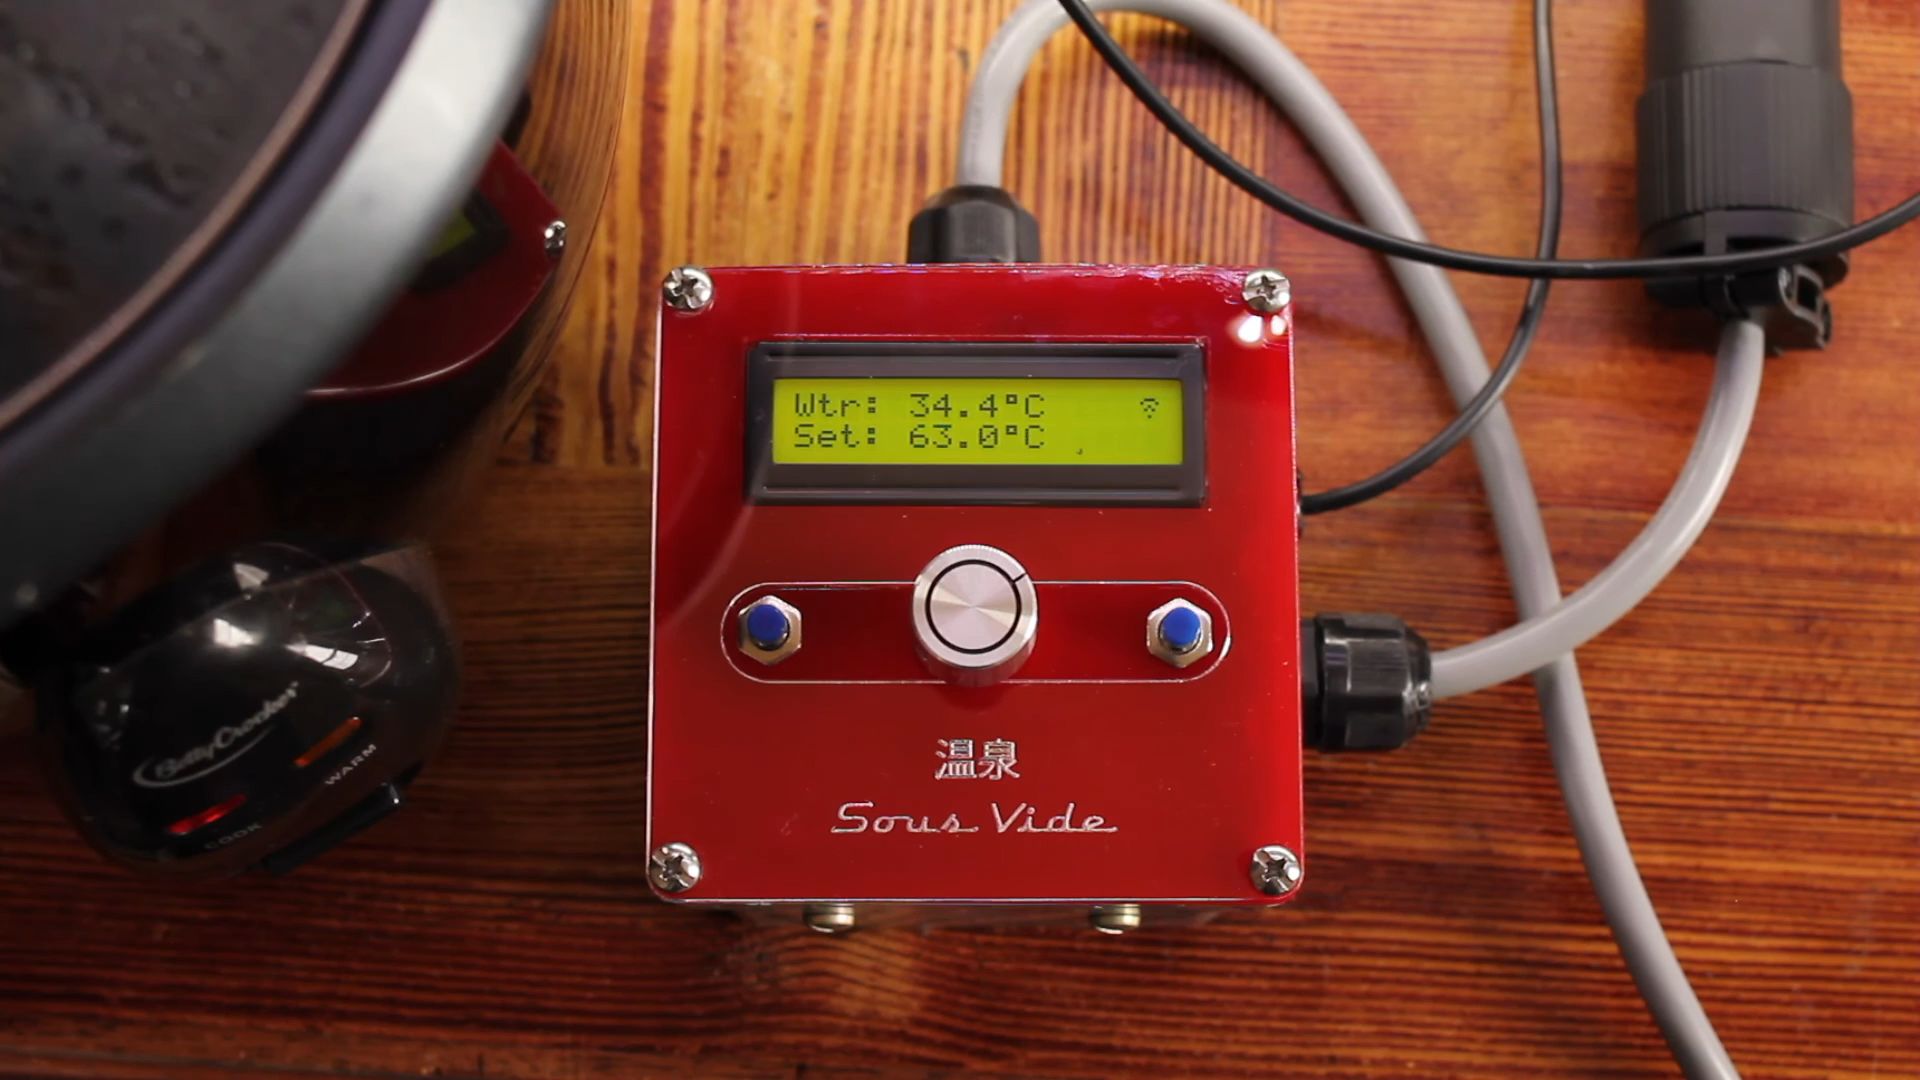 Wtr: 34.4°C
Set: 63.0°C
温泉
Sous Vide
Betty Crocker
WARM
COOK